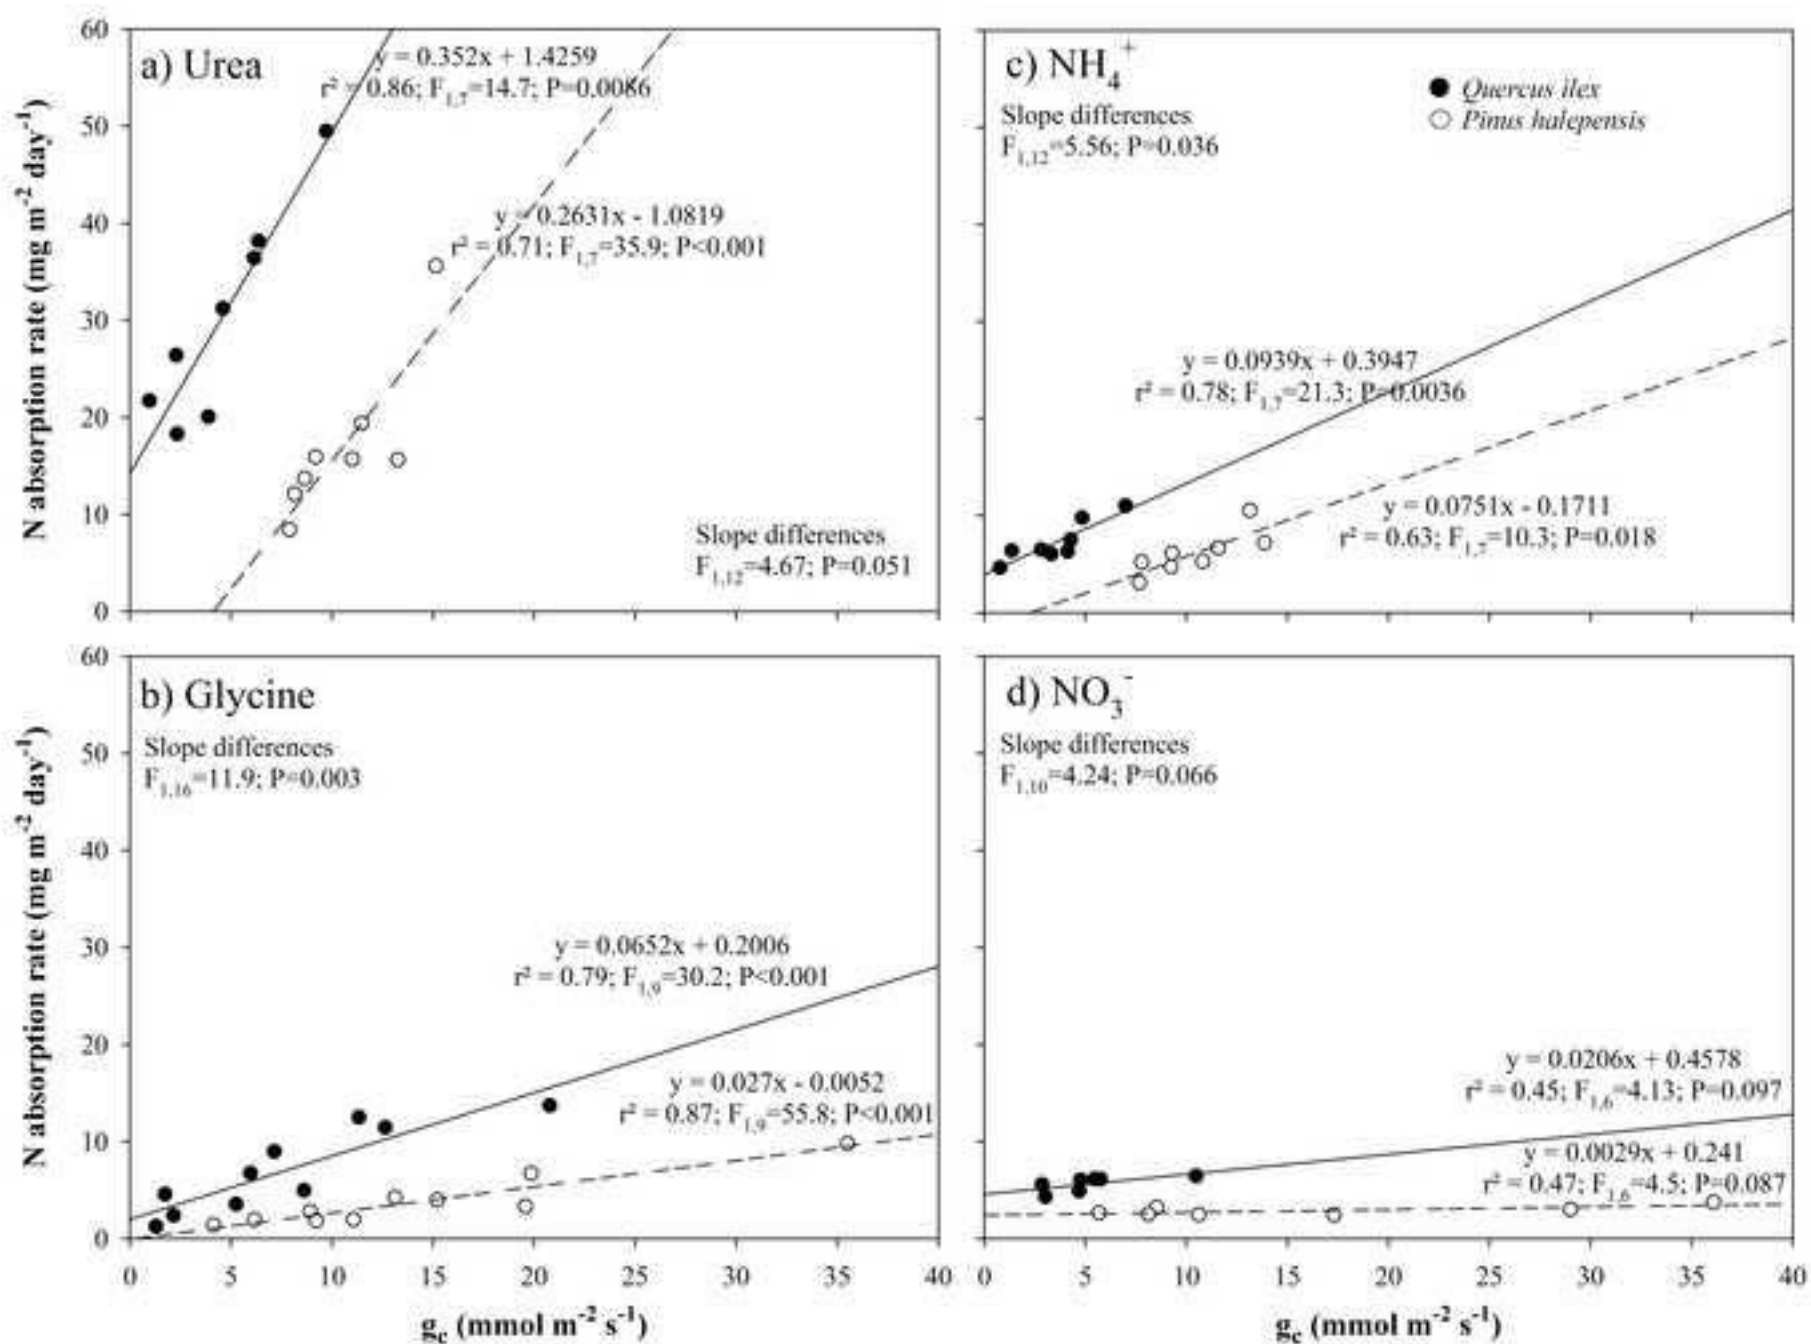 60
50
40
30
20
10
0
N absorption rate (mg m⁻² day⁻¹)
a) Urea
y = 0.352x + 1.4259
r² = 0.86; F₁,₇=14.7; P=0.0086
y = 0.2631x - 1.0819
r² = 0.71; F₁,₇=35.9; P<0.001
Slope differences
F₁,₁₂=4.67; P=0.051
c) NH₄⁺
Slope differences
F₁,₁₂=5.56; P=0.036
Quercus ilex
Pinus halepensis
y = 0.0939x + 0.3947
r² = 0.78; F₁,₇=21.3; P=0.0036
y = 0.0751x - 0.1711
r² = 0.63; F₁,₇=10.3; P=0.018
60
50
40
30
20
10
0
N absorption rate (mg m⁻² day⁻¹)
b) Glycine
Slope differences
F₁,₁₆=11.9; P=0.003
y = 0.0652x + 0.2006
r² = 0.79; F₁,₉=30.2; P<0.001
y = 0.027x - 0.0052
r² = 0.87; F₁,₉=55.8; P<0.001
0 5 10 15 20 25 30 35 40
g_c (mmol m⁻² s⁻¹)
d) NO₃⁻
Slope differences
F₁,₁₀=4.24; P=0.066
y = 0.0206x + 0.4578
r² = 0.45; F₁,₆=4.13; P=0.097
y = 0.0029x + 0.241
r² = 0.47; F₁,₆=4.5; P=0.087
0 5 10 15 20 25 30 35 40
g_c (mmol m⁻² s⁻¹)